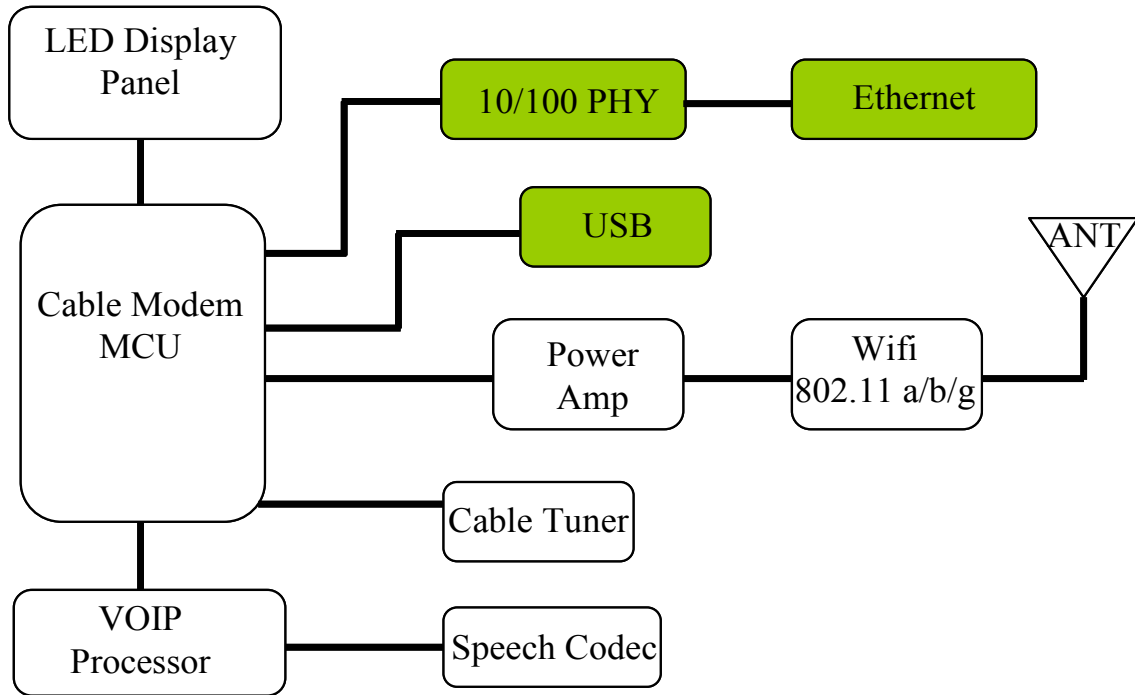 LED Display
Panel
10/100 PHY
Ethernet
USB
ANT
Cable Modem
MCU
Power
Amp
Wifi
802.11 a/b/g
Cable Tuner
VOIP
Processor
Speech Codec